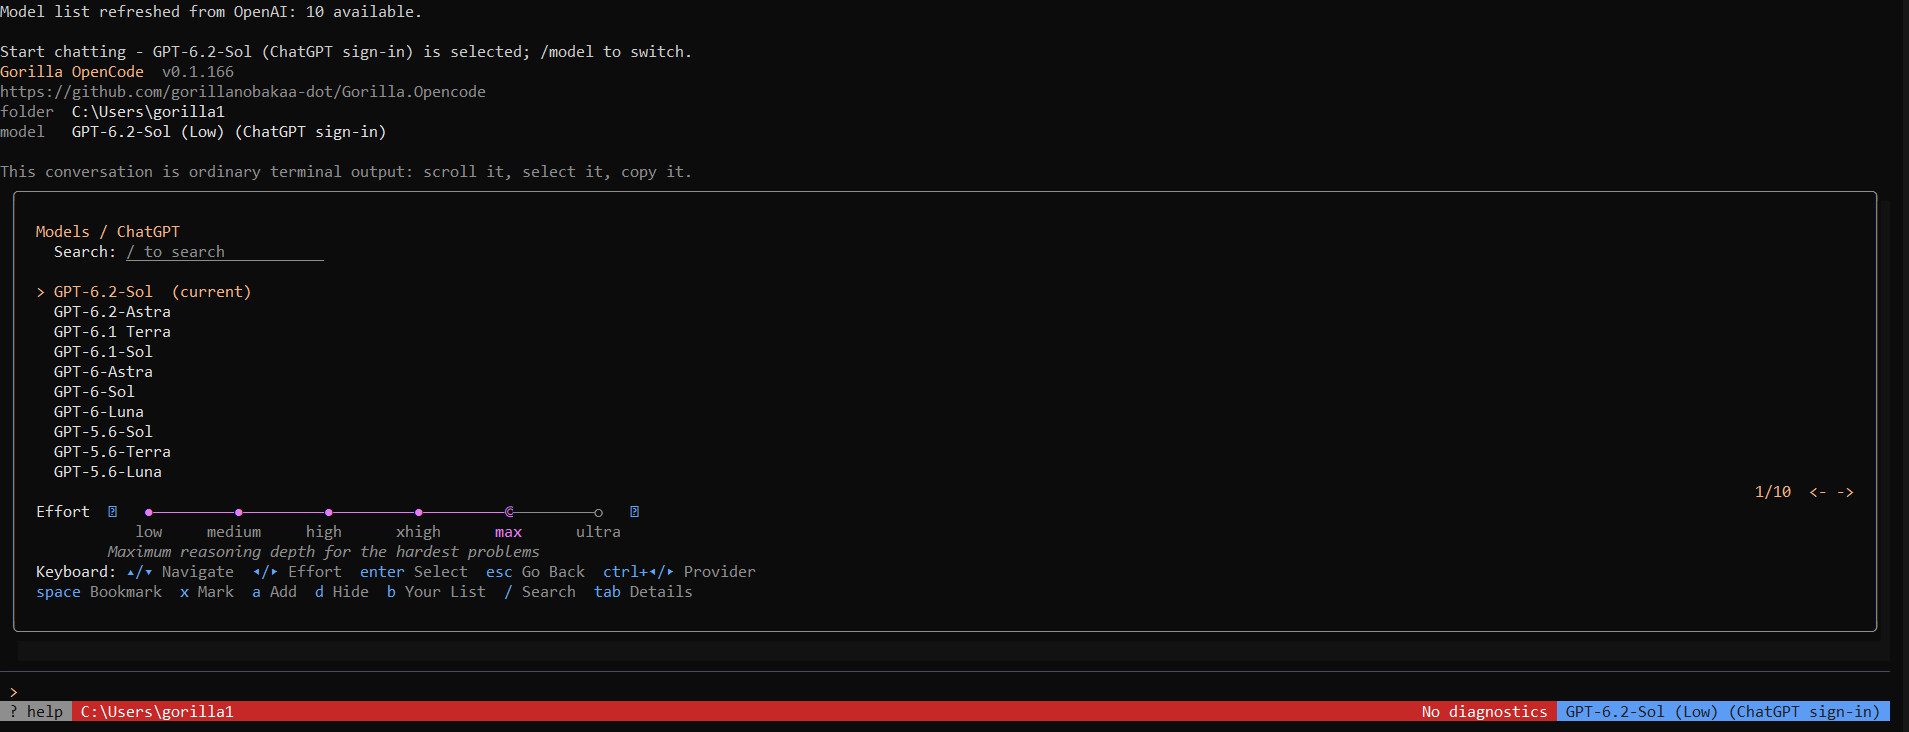 Model list refreshed from OpenAI: 10 available.
Start chatting - GPT-6.2-Sol (ChatGPT sign-in) is selected; /model to switch.
Gorilla OpenCode  v0.1.166
https://github.com/gorillanobakaa-dot/Gorilla.Opencode
folder  C:\Users\gorilla1
model   GPT-6.2-Sol (Low) (ChatGPT sign-in)
This conversation is ordinary terminal output: scroll it, select it, copy it.
Models / ChatGPT
Search: / to search
> GPT-6.2-Sol  (current)
GPT-6.2-Astra
GPT-6.1 Terra
GPT-6.1-Sol
GPT-6-Astra
GPT-6-Sol
GPT-6-Luna
GPT-5.6-Sol
GPT-5.6-Terra
GPT-5.6-Luna
1/10  <- ->
Effort
low medium high xhigh max ultra
Maximum reasoning depth for the hardest problems
Keyboard: ▴/▾ Navigate  ◂/▸ Effort  enter Select  esc Go Back  ctrl+◂/▸ Provider
space Bookmark  x Mark  a Add  d Hide  b Your List  / Search  tab Details
>
? help  C:\Users\gorilla1  No diagnostics  GPT-6.2-Sol (Low) (ChatGPT sign-in)